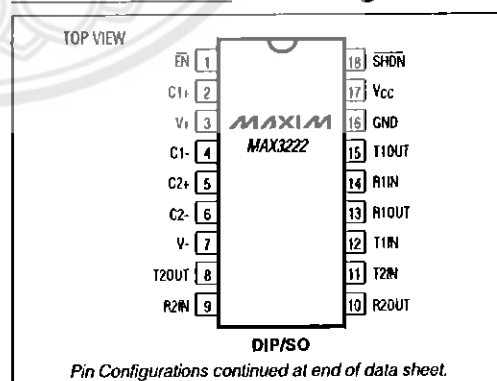 TOP VIEW
E̅N̅ 1
C1+ 2
V+ 3
C1- 4
C2+ 5
C2- 6
V- 7
T2OUT 8
R2IN 9
MAXIM
MAX3222
18 S̅H̅D̅N̅
17 VCC
16 GND
15 T1OUT
14 R1IN
13 R1OUT
12 T1IN
11 T2IN
10 R2OUT
DIP/SO
Pin Configurations continued at end of data sheet.